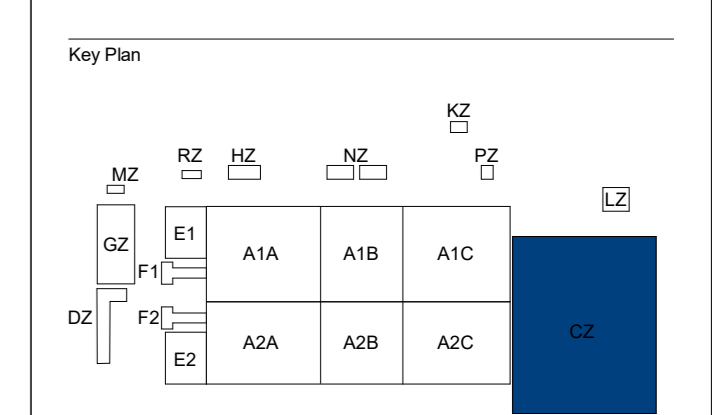 Key Plan
KZ
RZ HZ NZ PZ
MZ
LZ
E1
GZ A1A A1B A1C
F1
DZ F2
CZ
E2 A2A A2B A2C